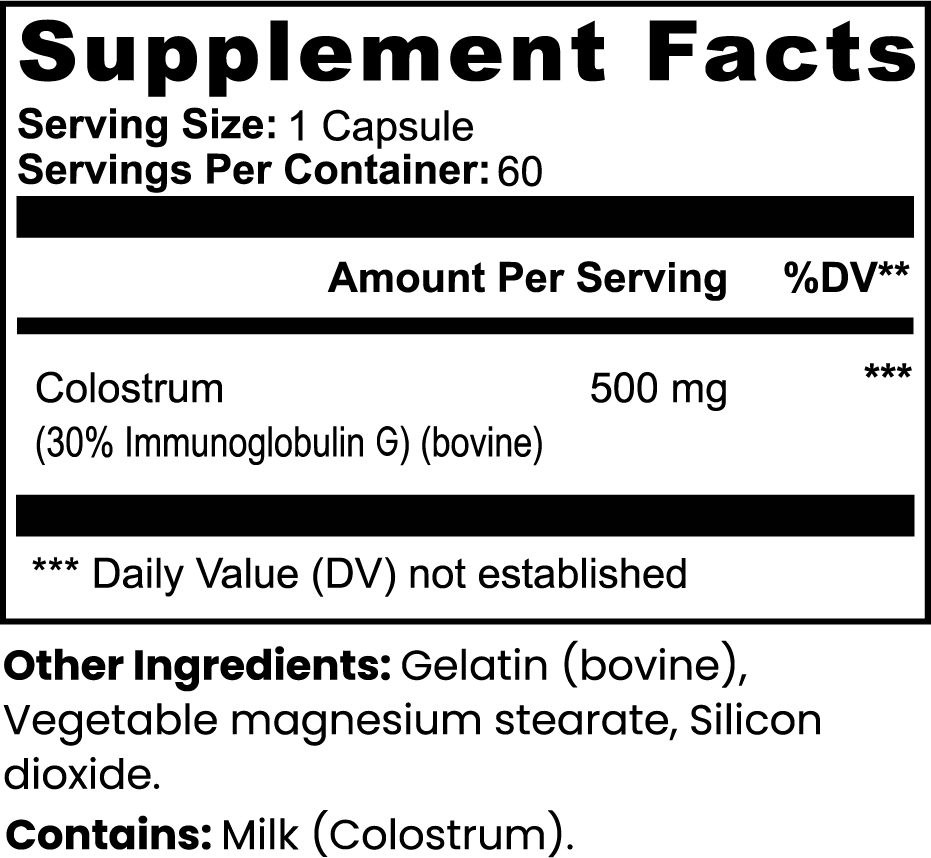 Supplement Facts
Serving Size: 1 Capsule
Servings Per Container: 60
Amount Per Serving %DV**
Colostrum 500 mg ***
(30% Immunoglobulin G) (bovine)
*** Daily Value (DV) not established
Other Ingredients: Gelatin (bovine),
Vegetable magnesium stearate, Silicon
dioxide.
Contains: Milk (Colostrum).